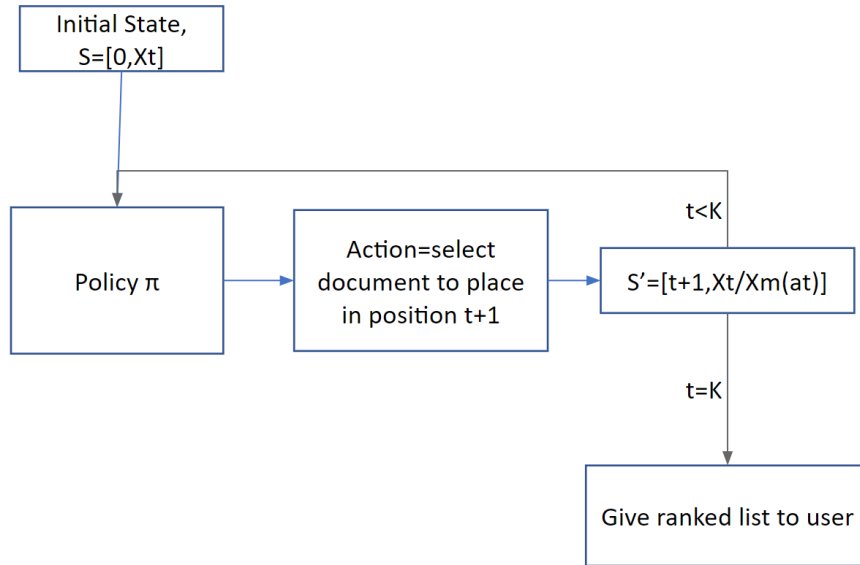 Initial State,
S=[0,Xt]
t<K
Policy π
Action=select
document to place
in position t+1
S’=[t+1,Xt/Xm(at)]
t=K
Give ranked list to user